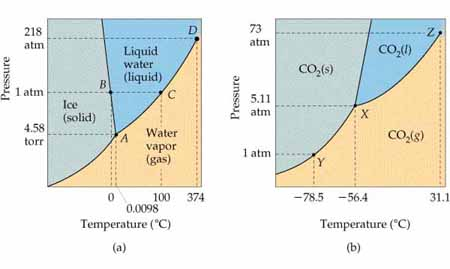 Pressure
218
atm
1 atm
4.58
torr
D
Liquid
water
(liquid)
B
C
Ice
(solid)
A
Water
vapor
(gas)
0
100
374
0.0098
Temperature (°C)
(a)
Pressure
73
atm
5.11
atm
1 atm
Z
CO₂(l)
CO₂(s)
X
CO₂(g)
Y
−78.5
−56.4
31.1
Temperature (°C)
(b)